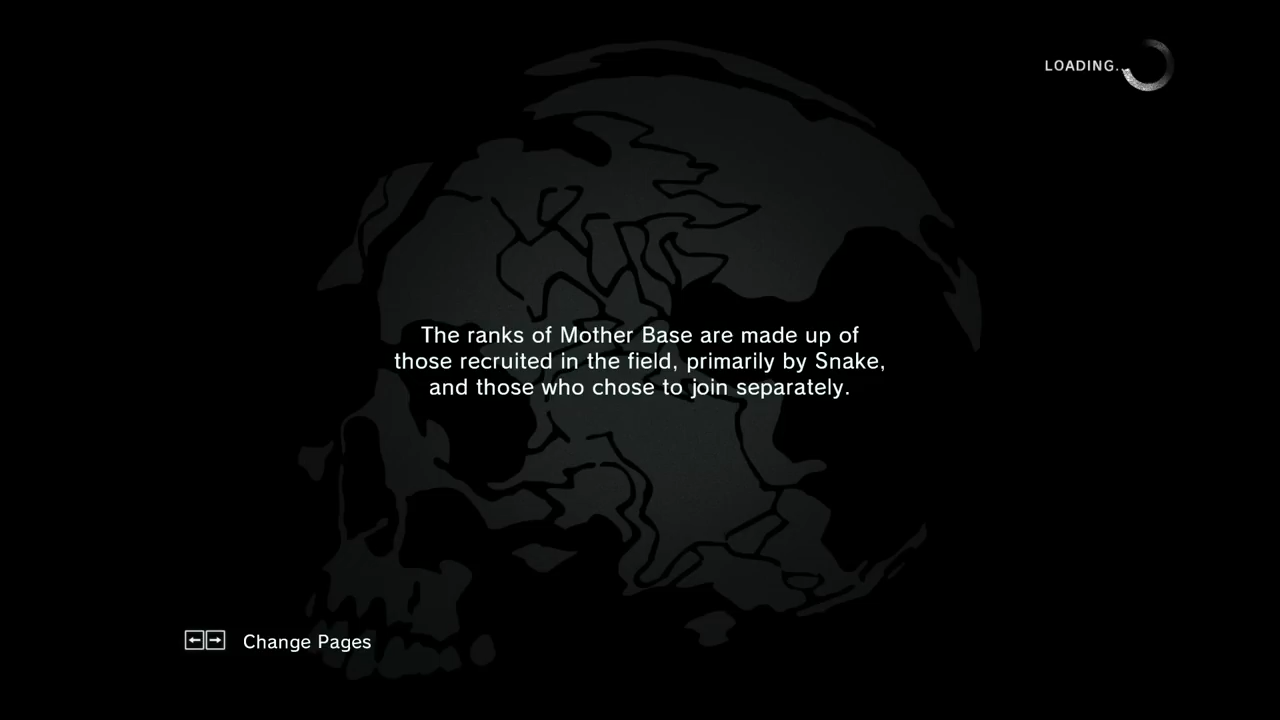 LOADING...
The ranks of Mother Base are made up of
those recruited in the field, primarily by Snake,
and those who chose to join separately.
Change Pages